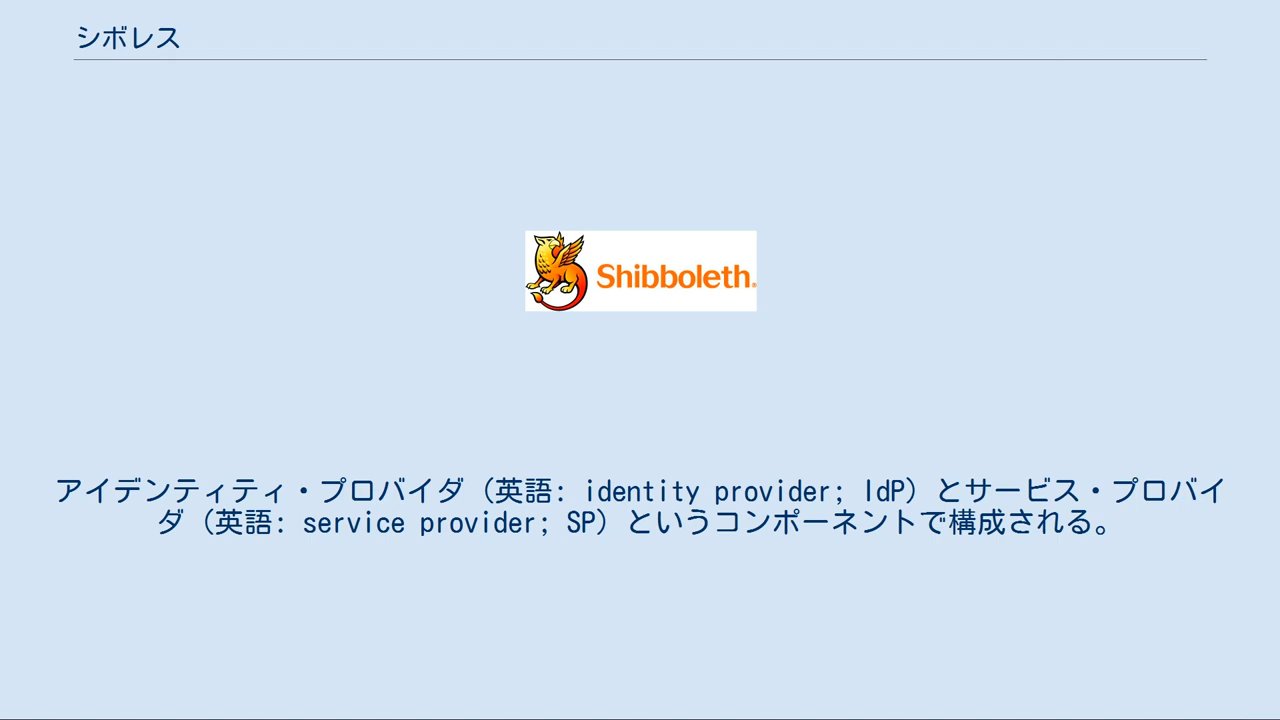 シボレス
Shibboleth®
アイデンティティ・プロバイダ（英語: identity provider; IdP）とサービス・プロバイ
ダ（英語: service provider; SP）というコンポーネントで構成される。